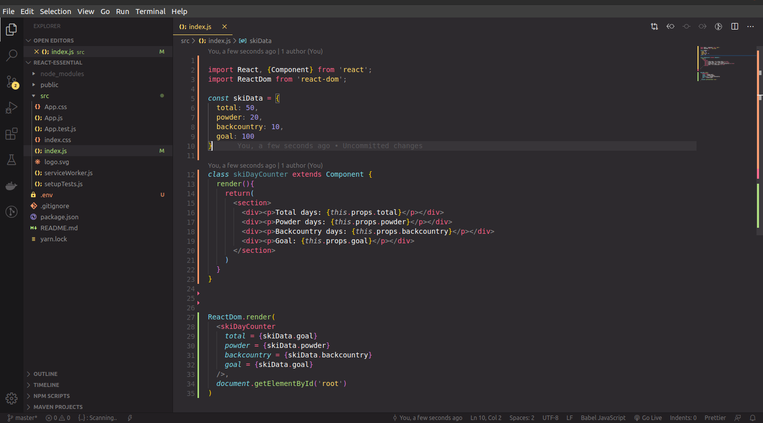 File Edit Selection View Go Run Terminal Help
EXPLORER
OPEN EDITORS
index.js src M
REACT-ESSENTIAL
node_modules
public
src
App.css
App.js
App.test.js
index.css
index.js M
logo.svg
serviceWorker.js
setupTests.js
.env U
.gitignore
package.json
README.md
yarn.lock
OUTLINE
TIMELINE
NPM SCRIPTS
MAVEN PROJECTS
2
index.js
src > index.js > skiData
You, a few seconds ago | 1 author (You)
1
2 import React, {Component} from 'react';
3 import ReactDom from 'react-dom';
4
5 const skiData = {
6 total: 50,
7 powder: 20,
8 backcountry: 10,
9 goal: 100
10 } You, a few seconds ago • Uncommitted changes
11
You, a few seconds ago | 1 author (You)
12 class skiDayCounter extends Component {
13 render(){
14 return(
15 <section>
16 <div><p>Total days: {this.props.total}</p></div>
17 <div><p>Powder days: {this.props.powder}</p></div>
18 <div><p>Backcountry days: {this.props.backcountry}</p></div>
19 <div><p>Goal: {this.props.goal}</p></div>
20 </section>
21 )
22 }
23 }
24
25
26
27 ReactDom.render(
28 <skiDayCounter
29 total = {skiData.goal}
30 powder = {skiData.powder}
31 backcountry = {skiData.backcountry}
32 goal = {skiData.goal}
33 />,
34 document.getElementById('root')
35 )
master* 0 0 {..} : Scanning.. You, a few seconds ago Ln 10, Col 2 Spaces: 2 UTF-8 LF Babel JavaScript Go Live Indents: 0 Prettier